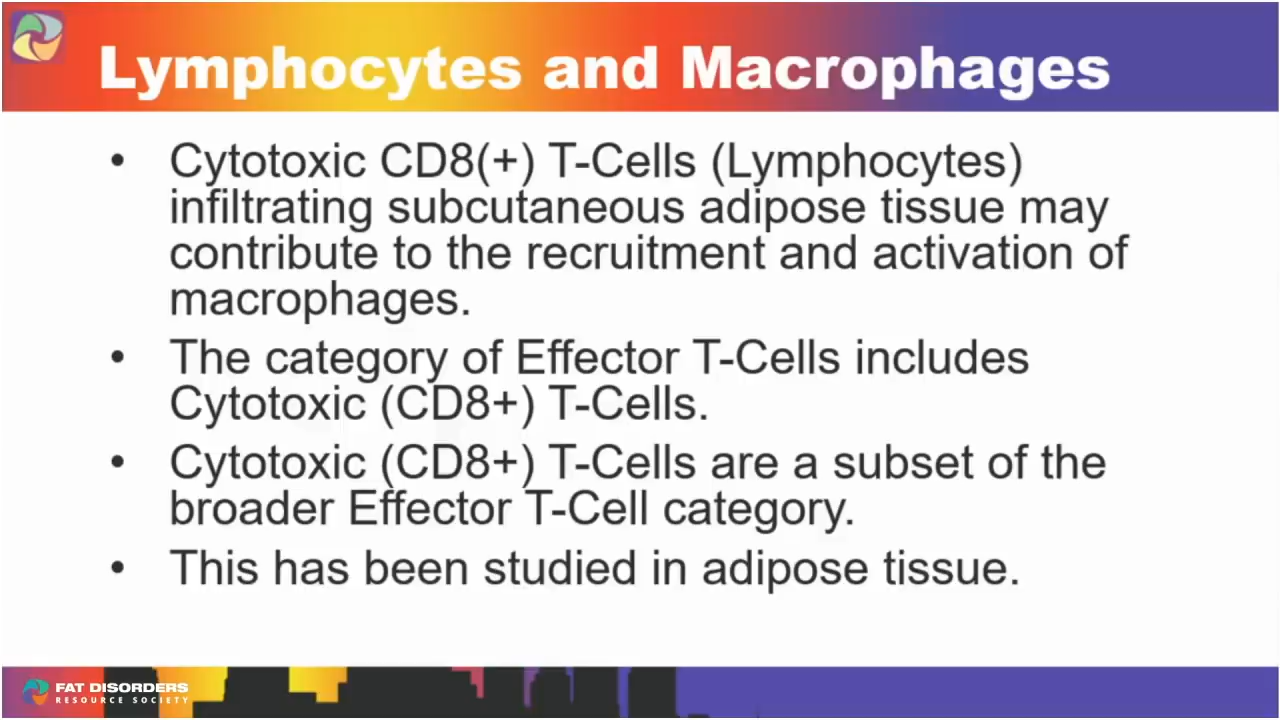 Lymphocytes and Macrophages
• Cytotoxic CD8(+) T-Cells (Lymphocytes)
infiltrating subcutaneous adipose tissue may
contribute to the recruitment and activation of
macrophages.
• The category of Effector T-Cells includes
Cytotoxic (CD8+) T-Cells.
• Cytotoxic (CD8+) T-Cells are a subset of the
broader Effector T-Cell category.
• This has been studied in adipose tissue.
FAT DISORDERS
RESOURCE SOCIETY